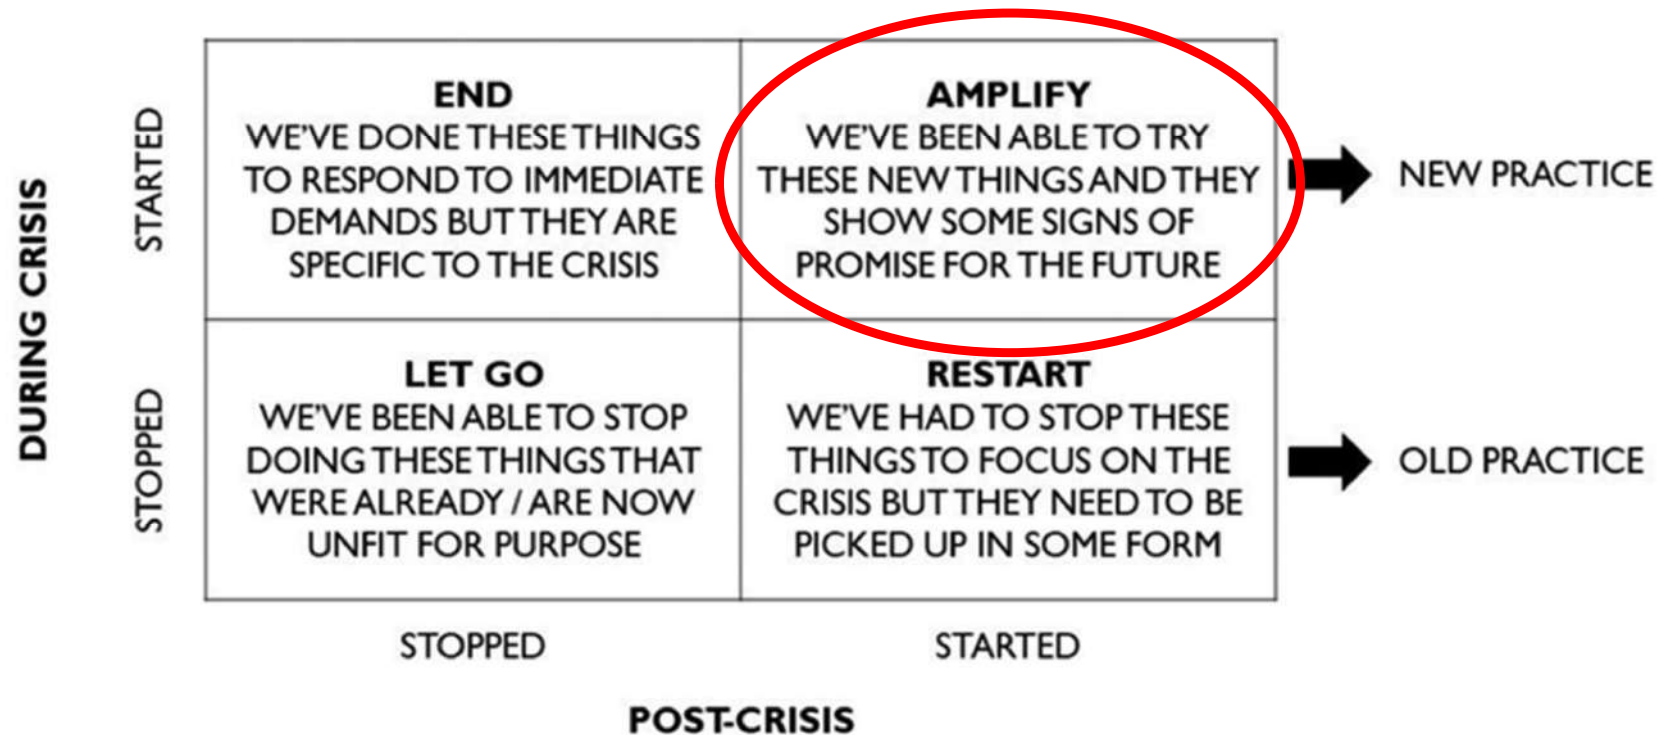 DURING CRISIS
STARTED
END
WE'VE DONE THESE THINGS
TO RESPOND TO IMMEDIATE
DEMANDS BUT THEY ARE
SPECIFIC TO THE CRISIS
AMPLIFY
WE'VE BEEN ABLE TO TRY
THESE NEW THINGS AND THEY
SHOW SOME SIGNS OF
PROMISE FOR THE FUTURE
NEW PRACTICE
STOPPED
LET GO
WE'VE BEEN ABLE TO STOP
DOING THESE THINGS THAT
WERE ALREADY / ARE NOW
UNFIT FOR PURPOSE
RESTART
WE'VE HAD TO STOP THESE
THINGS TO FOCUS ON THE
CRISIS BUT THEY NEED TO BE
PICKED UP IN SOME FORM
OLD PRACTICE
STOPPED
STARTED
POST-CRISIS